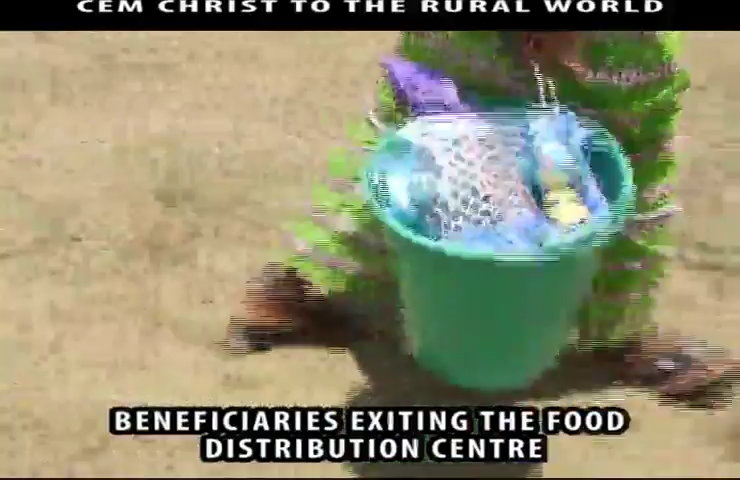 CEM CHRIST TO THE RURAL WORLD
BENEFICIARIES EXITING THE FOOD
DISTRIBUTION CENTRE